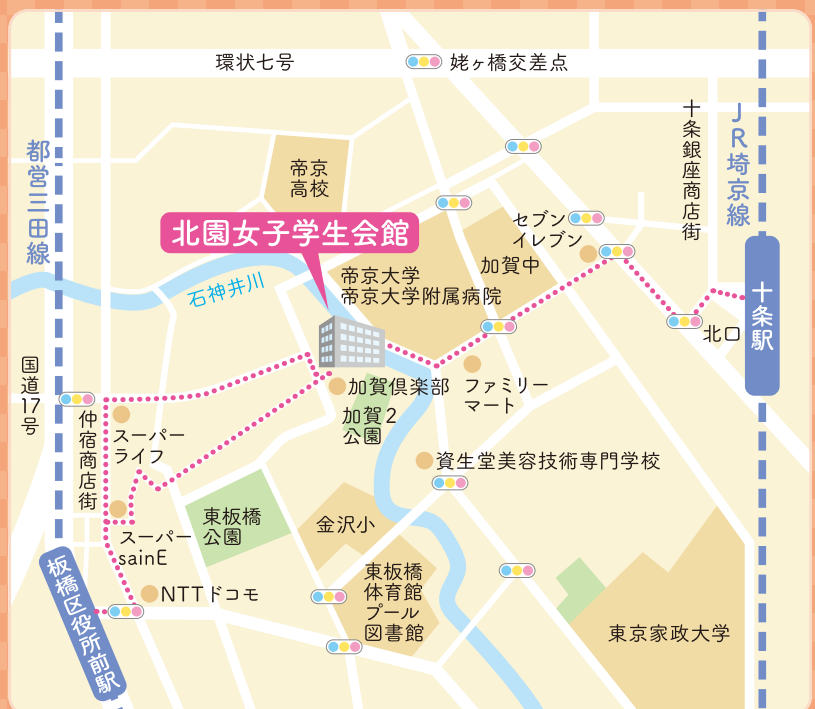 環状七号
姥ヶ橋交差点
都営三田線
帝京
高校
十条銀座商店街
JR埼京線
北園女子学生会館
セブン
イレブン
加賀中
石神井川
帝京大学
帝京大学附属病院
十条駅
北口
国道17号
仲宿商店街
スーパー
ライフ
加賀倶楽部
加賀2
公園
ファミリー
マート
資生堂美容技術専門学校
スーパー
sainE
東板橋
公園
金沢小
NTTドコモ
東板橋
体育館
プール
図書館
板橋区役所前駅
東京家政大学